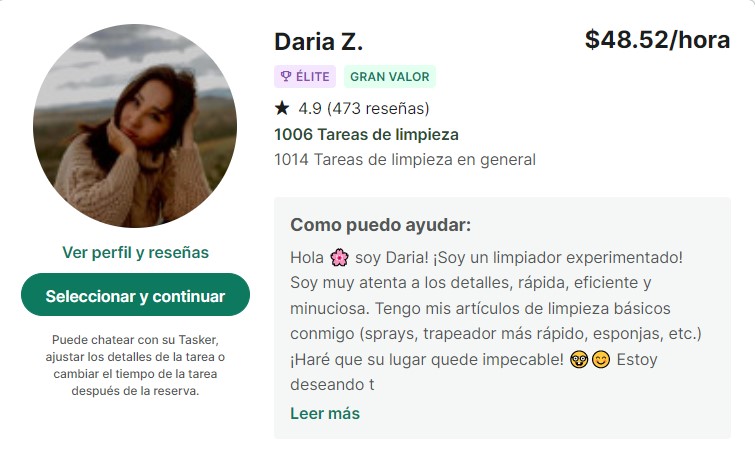 Daria Z.
$48.52/hora
ÉLITE
GRAN VALOR
4.9 (473 reseñas)
1006 Tareas de limpieza
1014 Tareas de limpieza en general
Ver perfil y reseñas
Seleccionar y continuar
Puede chatear con su Tasker,
ajustar los detalles de la tarea o
cambiar el tiempo de la tarea
después de la reserva.
Como puedo ayudar:
Hola 🌸 soy Daria! ¡Soy un limpiador experimentado!
Soy muy atenta a los detalles, rápida, eficiente y
minuciosa. Tengo mis artículos de limpieza básicos
conmigo (sprays, trapeador más rápido, esponjas, etc.)
¡Haré que su lugar quede impecable! 🤓😊 Estoy
deseando t
Leer más